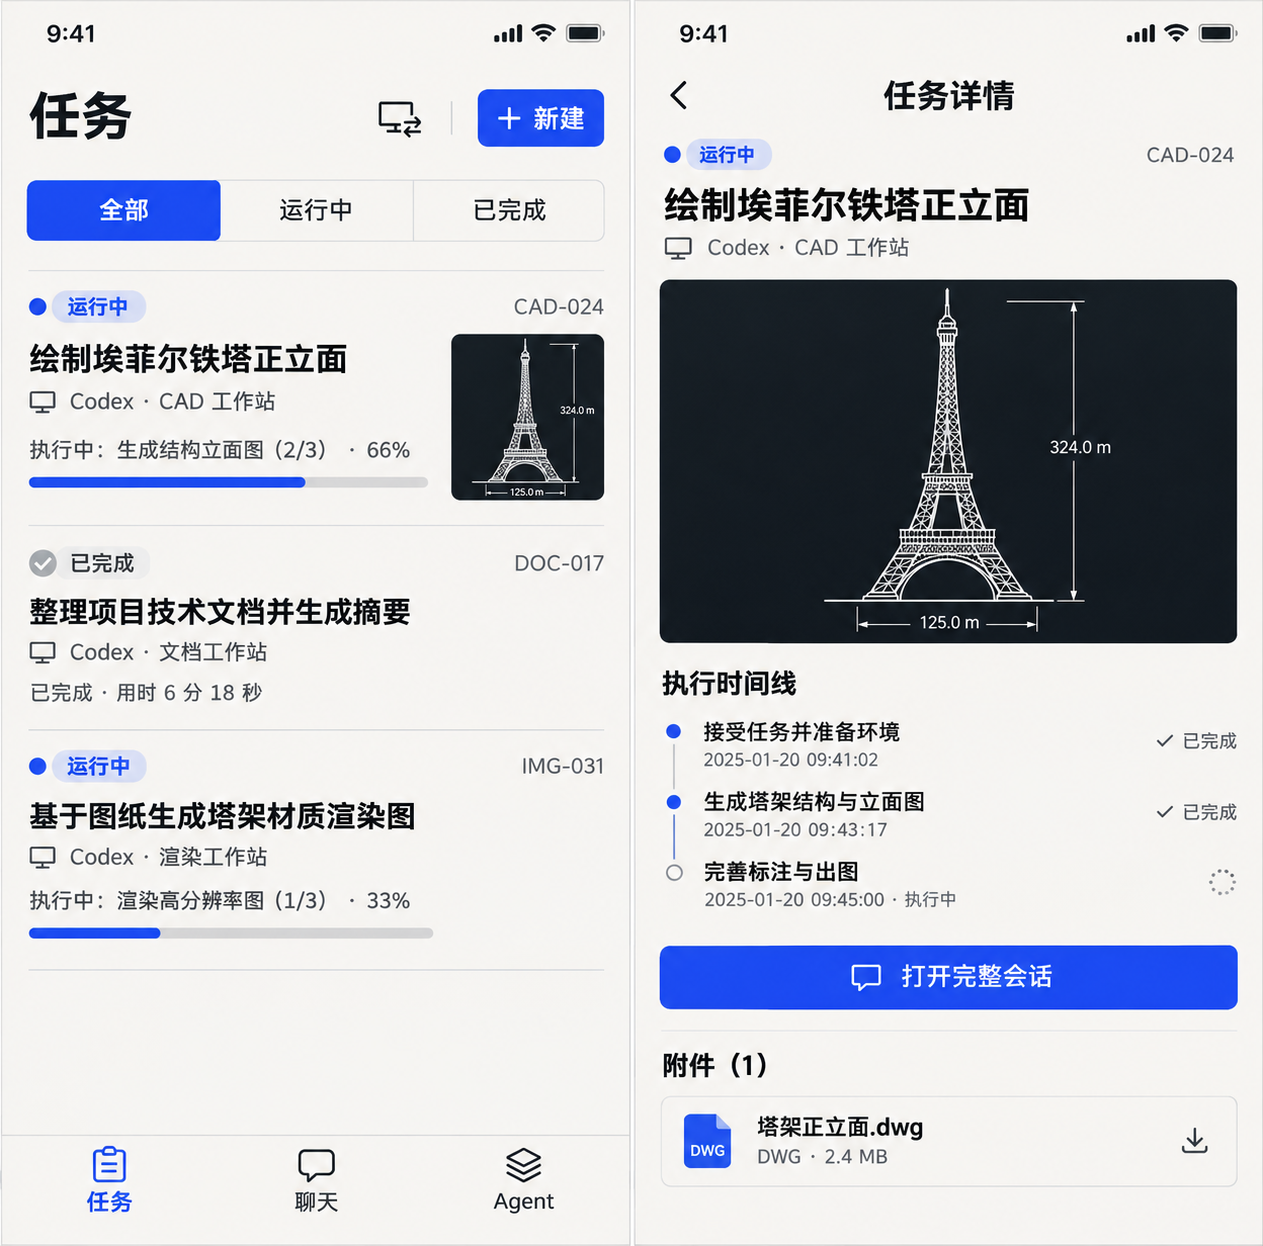 9:41
任务
新建
全部
运行中
已完成
运行中
CAD-024
绘制埃菲尔铁塔正立面
Codex · CAD 工作站
执行中：生成结构立面图（2/3） · 66%
324.0 m
125.0 m
已完成
DOC-017
整理项目技术文档并生成摘要
Codex · 文档工作站
已完成 · 用时 6 分 18 秒
运行中
IMG-031
基于图纸生成塔架材质渲染图
Codex · 渲染工作站
执行中：渲染高分辨率图（1/3） · 33%
任务
聊天
Agent
9:41
任务详情
运行中
CAD-024
绘制埃菲尔铁塔正立面
Codex · CAD 工作站
324.0 m
125.0 m
执行时间线
接受任务并准备环境
2025-01-20 09:41:02
已完成
生成塔架结构与立面图
2025-01-20 09:43:17
已完成
完善标注与出图
2025-01-20 09:45:00 · 执行中
打开完整会话
附件（1）
DWG
塔架正立面.dwg
DWG · 2.4 MB